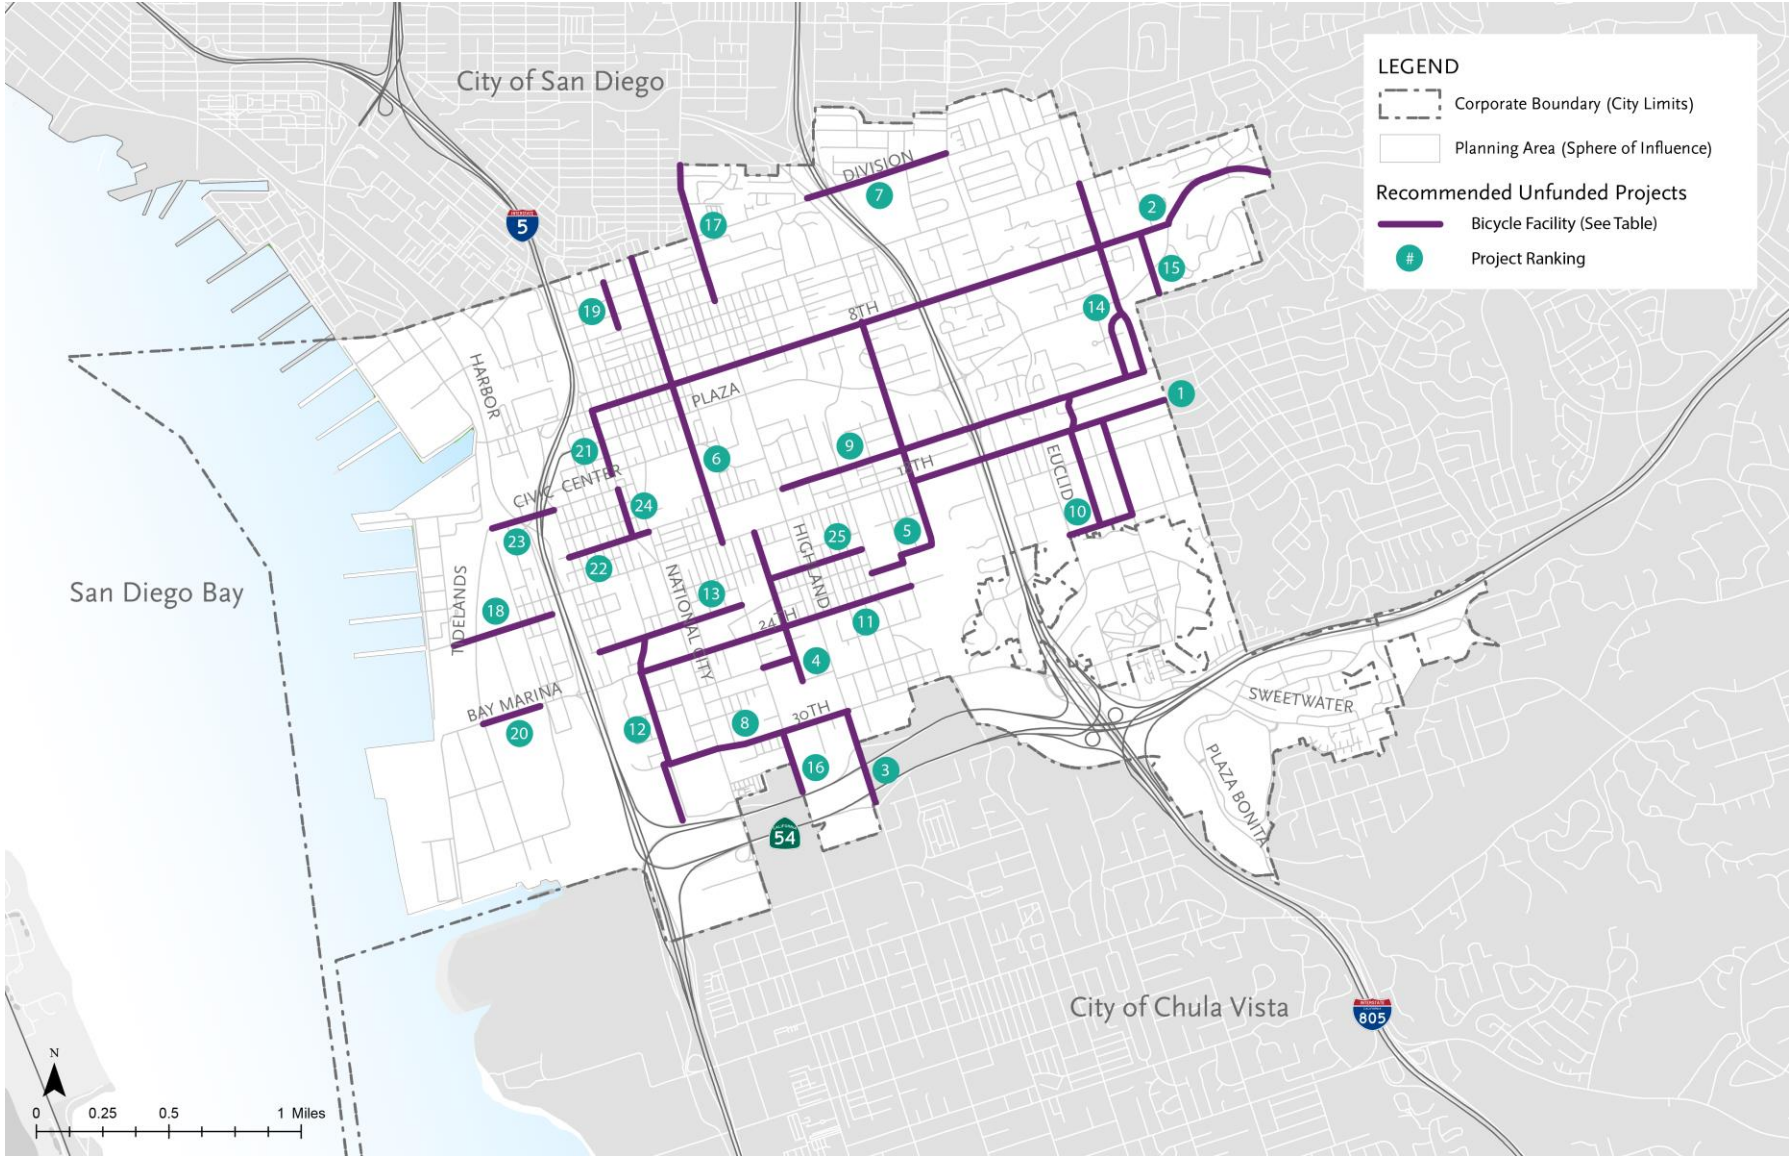 City of San Diego
LEGEND
Corporate Boundary (City Limits)
Planning Area (Sphere of Influence)
Recommended Unfunded Projects
Bicycle Facility (See Table)
# Project Ranking
DIVISION
7
2
17
INTERSTATE
5
15
19
14
8TH
HARBOR
PLAZA
1
21
9
6
12TH
EUCLID
CIVIC CENTER
24
10
23
HIGHLAND
25
5
22
San Diego Bay
TIDELANDS
NATIONAL CITY
13
18
24TH
11
4
BAY MARINA
20
12
8
30TH
SWEETWATER
16
3
PLAZA BONITA
CALIFORNIA
54
City of Chula Vista
INTERSTATE
805
N
0 0.25 0.5 1 Miles